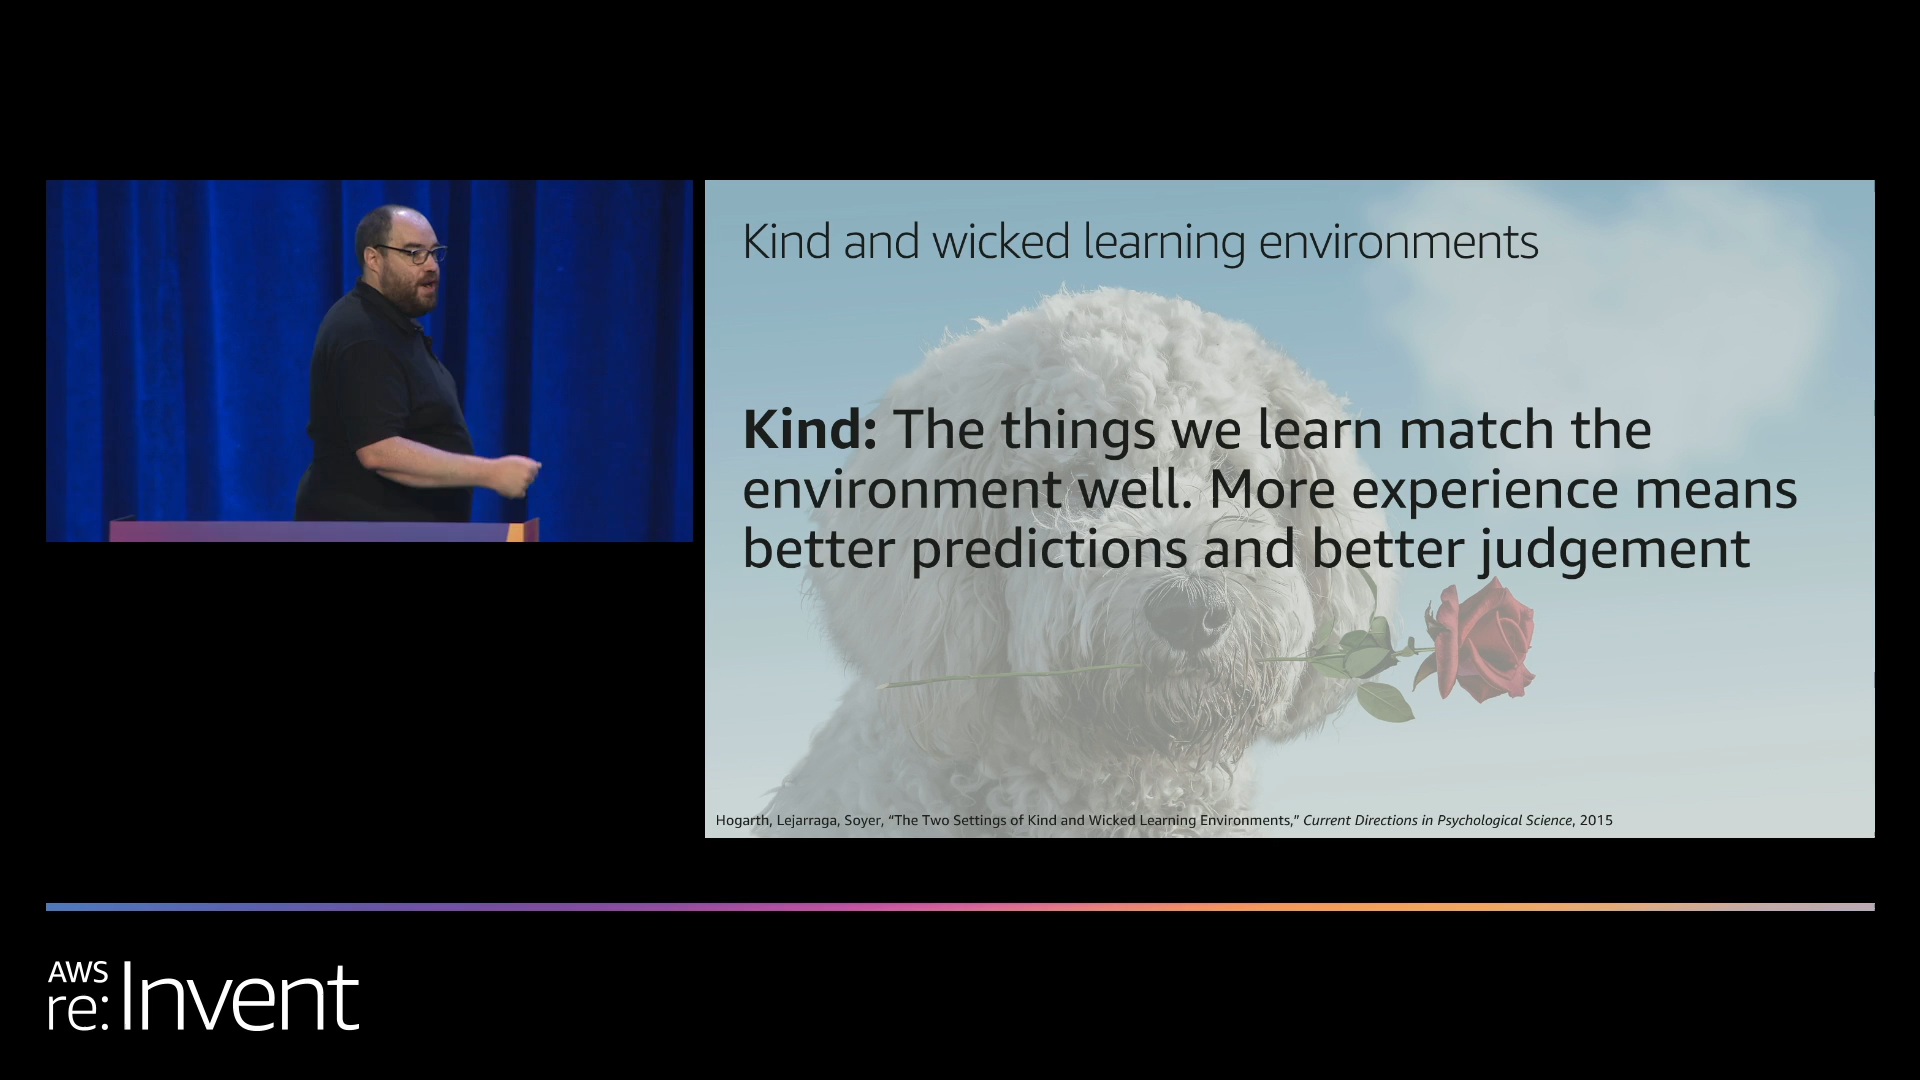 Kind and wicked learning environments
Kind: The things we learn match the
environment well. More experience means
better predictions and better judgement
Hogarth, Lejarraga, Soyer, “The Two Settings of Kind and Wicked Learning Environments,” Current Directions in Psychological Science, 2015
AWS
re:Invent